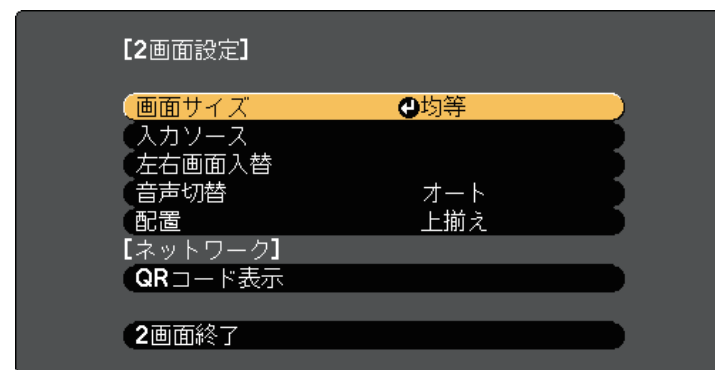 [2画面設定]
画面サイズ 均等
入力ソース
左右画面入替
音声切替 オート
配置 上揃え
[ネットワーク]
QRコード表示
2画面終了